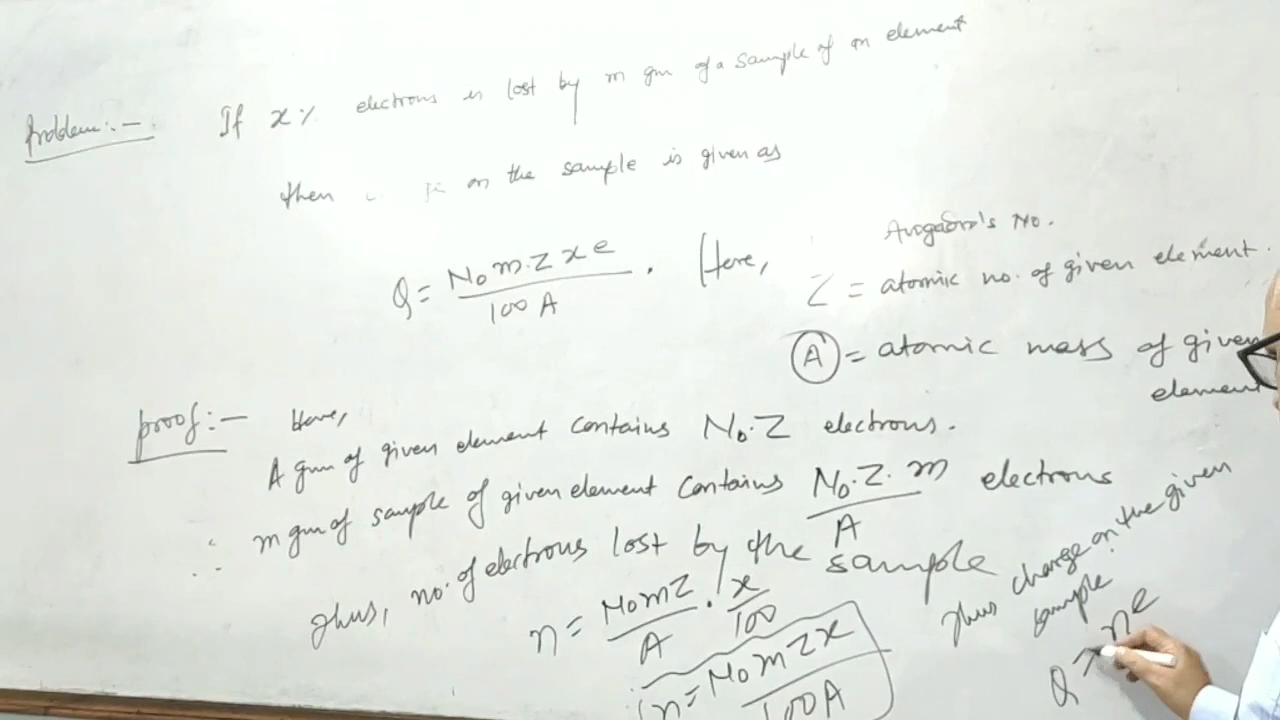 Problem:- If x% electrons is lost by m gm of a sample of an element
then on the sample is given as
Q = N₀ m.Z x e / 100 A . Here,
Avogadro's No.
Z = atomic no. of given element.
A = atomic mass of given
element
proof:- Here,
A gm of given element contains N₀.Z electrons.
∴ m gm of sample of given element contains N₀.Z.m / A electrons
Thus, no. of electrons lost by the sample
n = N₀mZ / A . x / 100
n = N₀mZx / 100A
Thus charge on the given
sample
Q = ne